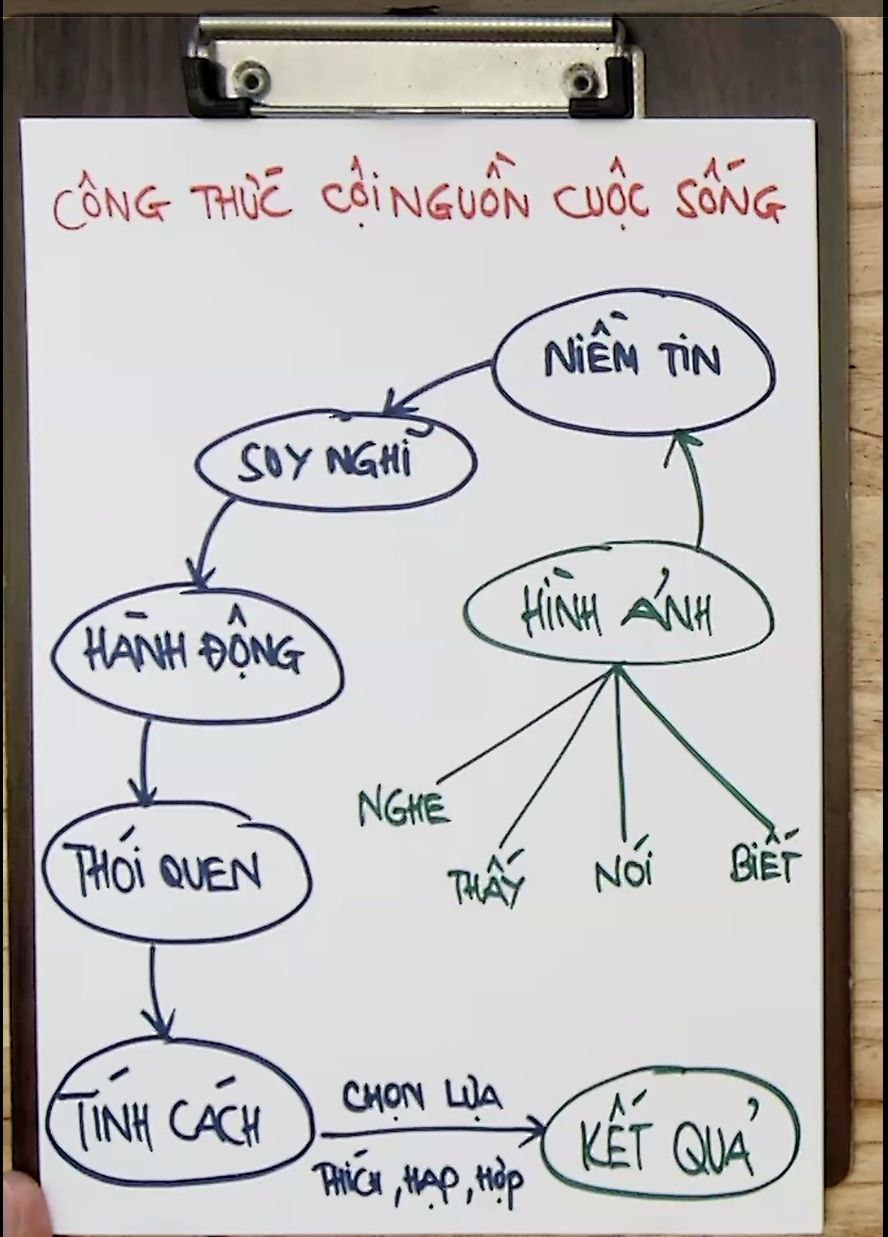 CÔNG THỨC CỘI NGUỒN CUỘC SỐNG
NIỀM TIN
SUY NGHĨ
HÌNH ẢNH
HÀNH ĐỘNG
NGHE
THẤY
NÓI
BIẾT
THÓI QUEN
TÍNH CÁCH
CHỌN LỰA
THÍCH, HẠP, HỢP
KẾT QUẢ